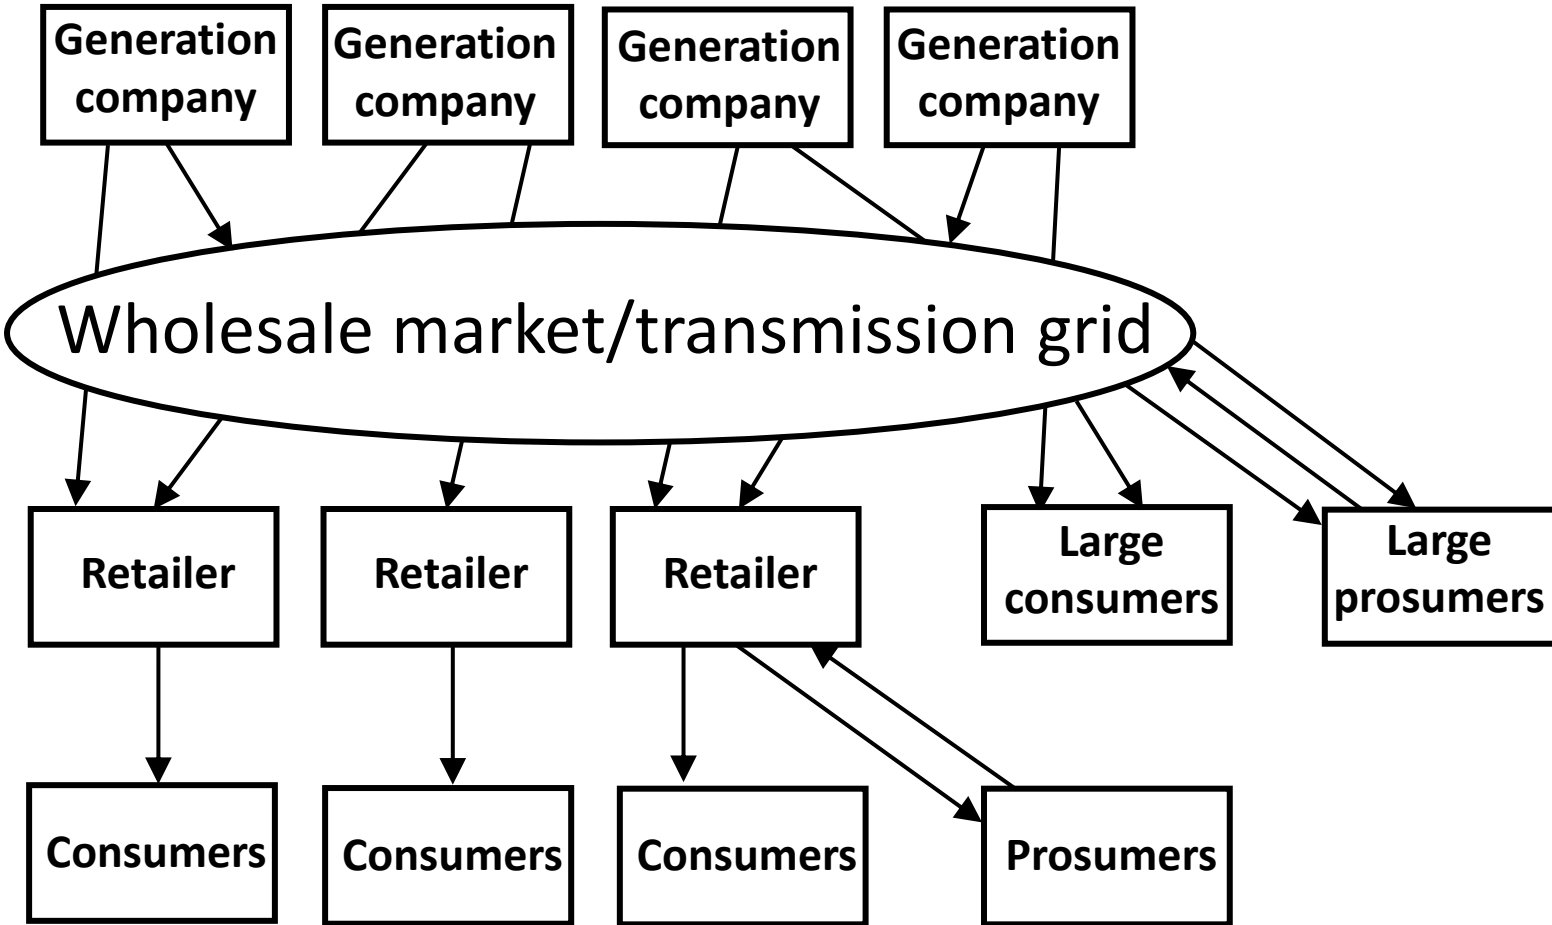 Generation
company
Generation
company
Generation
company
Generation
company
Wholesale market/transmission grid
Retailer
Retailer
Retailer
Large
consumers
Large
prosumers
Consumers
Consumers
Consumers
Prosumers